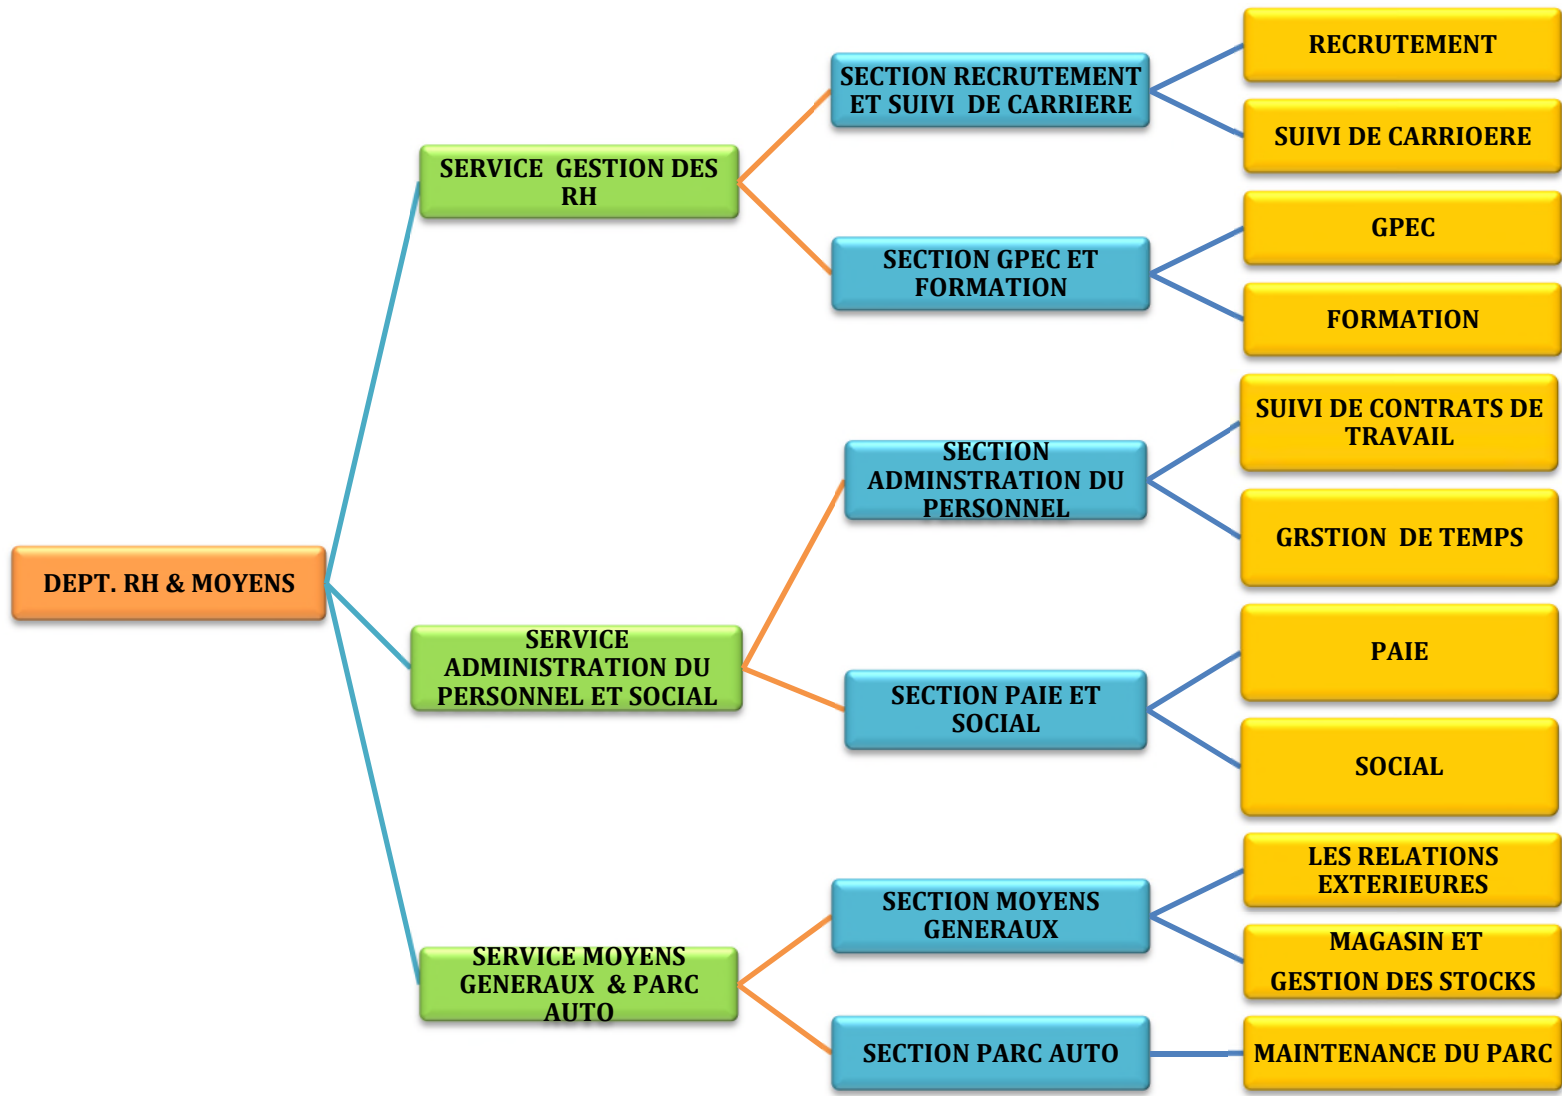 DEPT. RH & MOYENS
SERVICE GESTION DES
RH
SECTION RECRUTEMENT
ET SUIVI DE CARRIERE
RECRUTEMENT
SUIVI DE CARRIOERE
SECTION GPEC ET
FORMATION
GPEC
FORMATION
SERVICE
ADMINISTRATION DU
PERSONNEL ET SOCIAL
SECTION
ADMINSTRATION DU
PERSONNEL
SUIVI DE CONTRATS DE
TRAVAIL
GRSTION DE TEMPS
SECTION PAIE ET
SOCIAL
PAIE
SOCIAL
SERVICE MOYENS
GENERAUX & PARC
AUTO
SECTION MOYENS
GENERAUX
LES RELATIONS
EXTERIEURES
MAGASIN ET
GESTION DES STOCKS
SECTION PARC AUTO
MAINTENANCE DU PARC